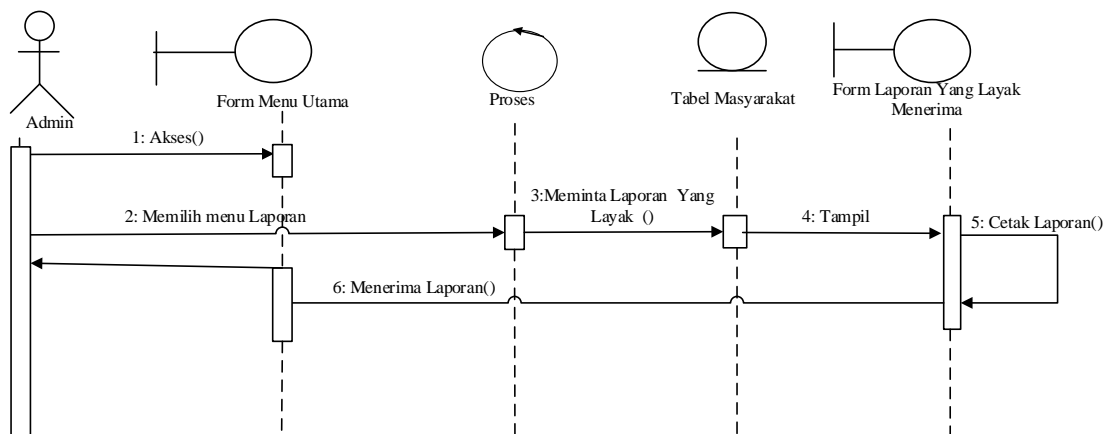 Admin
Form Menu Utama
Proses
Tabel Masyarakat
Form Laporan Yang Layak
Menerima
1: Akses()
2: Memilih menu Laporan
3:Meminta Laporan Yang
Layak ()
4: Tampil
5: Cetak Laporan()
6: Menerima Laporan()